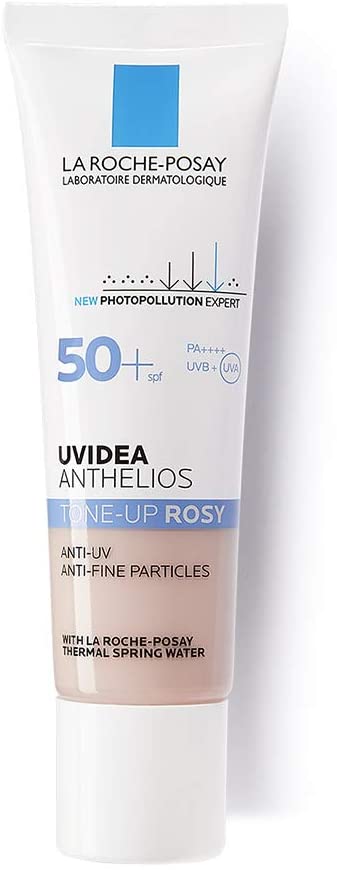 LA ROCHE-POSAY
LABORATOIRE DERMATOLOGIQUE
NEW PHOTOPOLLUTION EXPERT
50+ spf
PA++++
UVB + UVA
UVIDEA
ANTHELIOS
TONE-UP ROSY
ANTI-UV
ANTI-FINE PARTICLES
WITH LA ROCHE-POSAY
THERMAL SPRING WATER